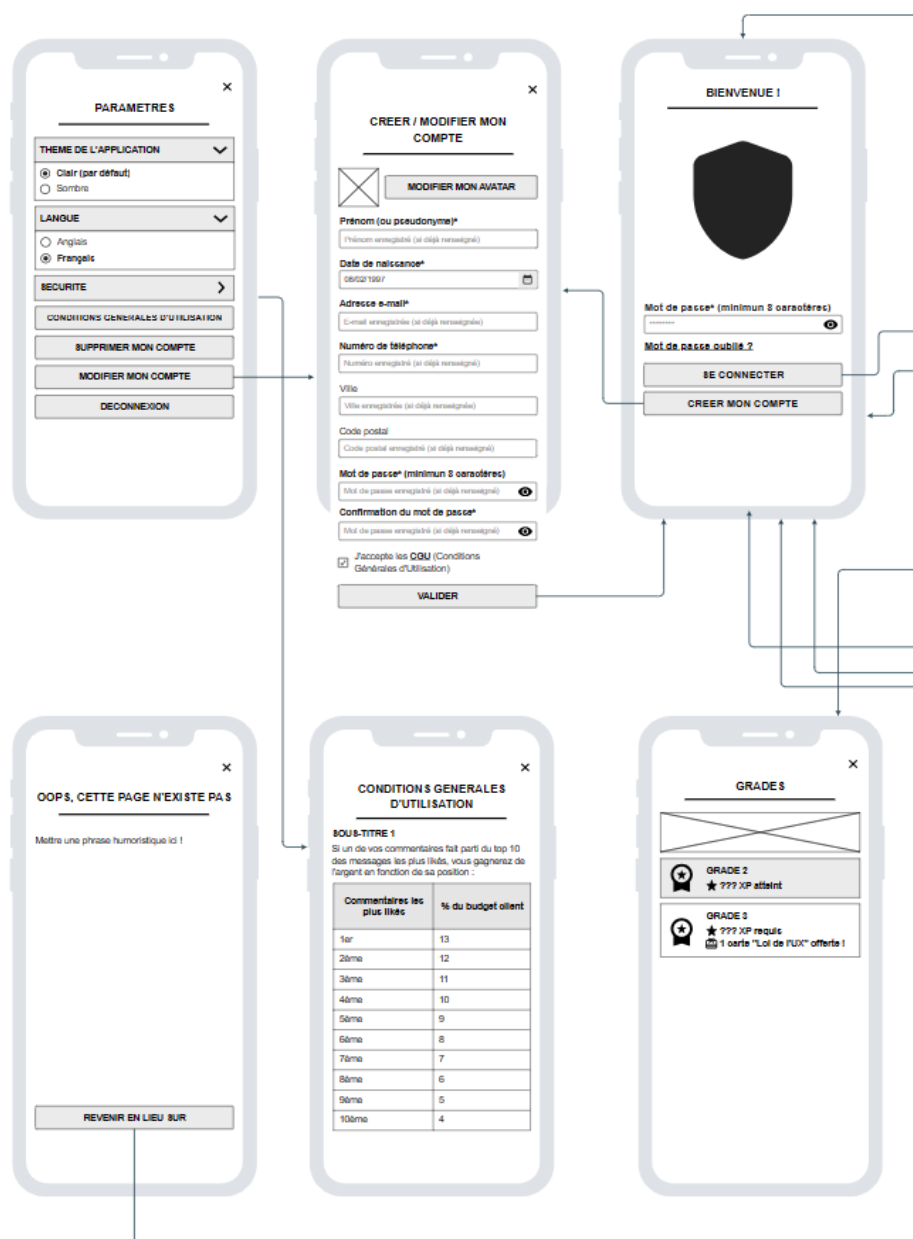 PARAMETRES
THEME DE L'APPLICATION
Clair (par défaut)
Sombre
LANGUE
Anglais
Français
SECURITE
CONDITIONS GENERALES D'UTILISATION
SUPPRIMER MON COMPTE
MODIFIER MON COMPTE
DECONNEXION
CREER / MODIFIER MON
COMPTE
MODIFIER MON AVATAR
Prénom (ou pseudonyme)*
Prénom enregistré (si déjà renseigné)
Date de naissance*
08/02/1997
Adresse e-mail*
E-mail enregistrée (si déjà renseignée)
Numéro de téléphone*
Numéro enregistré (si déjà renseigné)
Ville
Ville enregistrée (si déjà renseignée)
Code postal
Code postal enregistré (si déjà renseigné)
Mot de passe* (minimun 8 caractères)
Mot de passe enregistré (si déjà renseigné)
Confirmation du mot de passe*
Mot de passe enregistré (si déjà renseigné)
J'accepte les CGU (Conditions
Générales d'Utilisation)
VALIDER
BIENVENUE !
Mot de passe* (minimum 8 caractères)
********
Mot de passe oublié ?
SE CONNECTER
CREER MON COMPTE
OOPS, CETTE PAGE N'EXISTE PAS
Mettre une phrase humoristique ici !
REVENIR EN LIEU SUR
CONDITIONS GENERALES
D'UTILISATION
SOUS-TITRE 1
Si un de vos commentaires fait parti du top 10
des messages les plus likés, vous gagnerez de
l'argent en fonction de sa position :
Commentaires les plus likés % du budget client
1er 13
2ème 12
3ème 11
4ème 10
5ème 9
6ème 8
7ème 7
8ème 6
9ème 5
10ème 4
GRADES
GRADE 2
??? XP atteint
GRADE 3
??? XP requis
1 carte "Loi de l'UX" offerte !